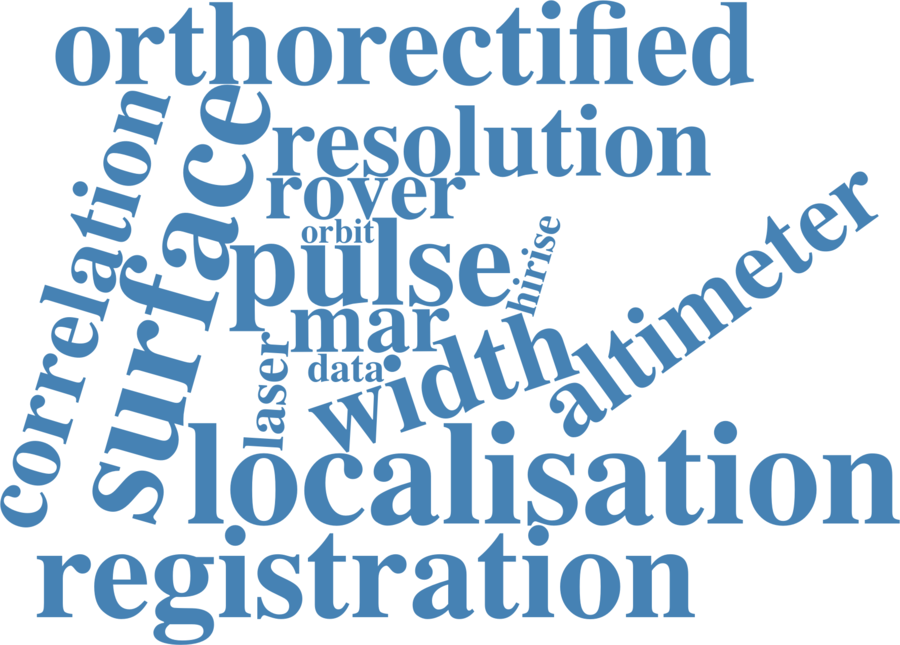 orthorectified
correlation
surface
resolution
rover
orbit
pulse
hirise
altimeter
mar
laser
data
width
localisation
registration